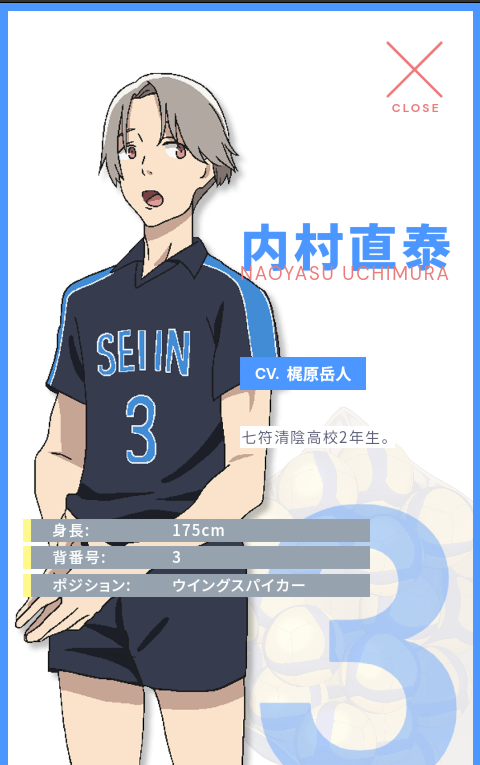 CLOSE
内村直泰
NAOYASU UCHIMURA
SEIIN
3
CV. 梶原岳人
七符清陰高校2年生。
身長: 175cm
背番号: 3
ポジション: ウイングスパイカー
3